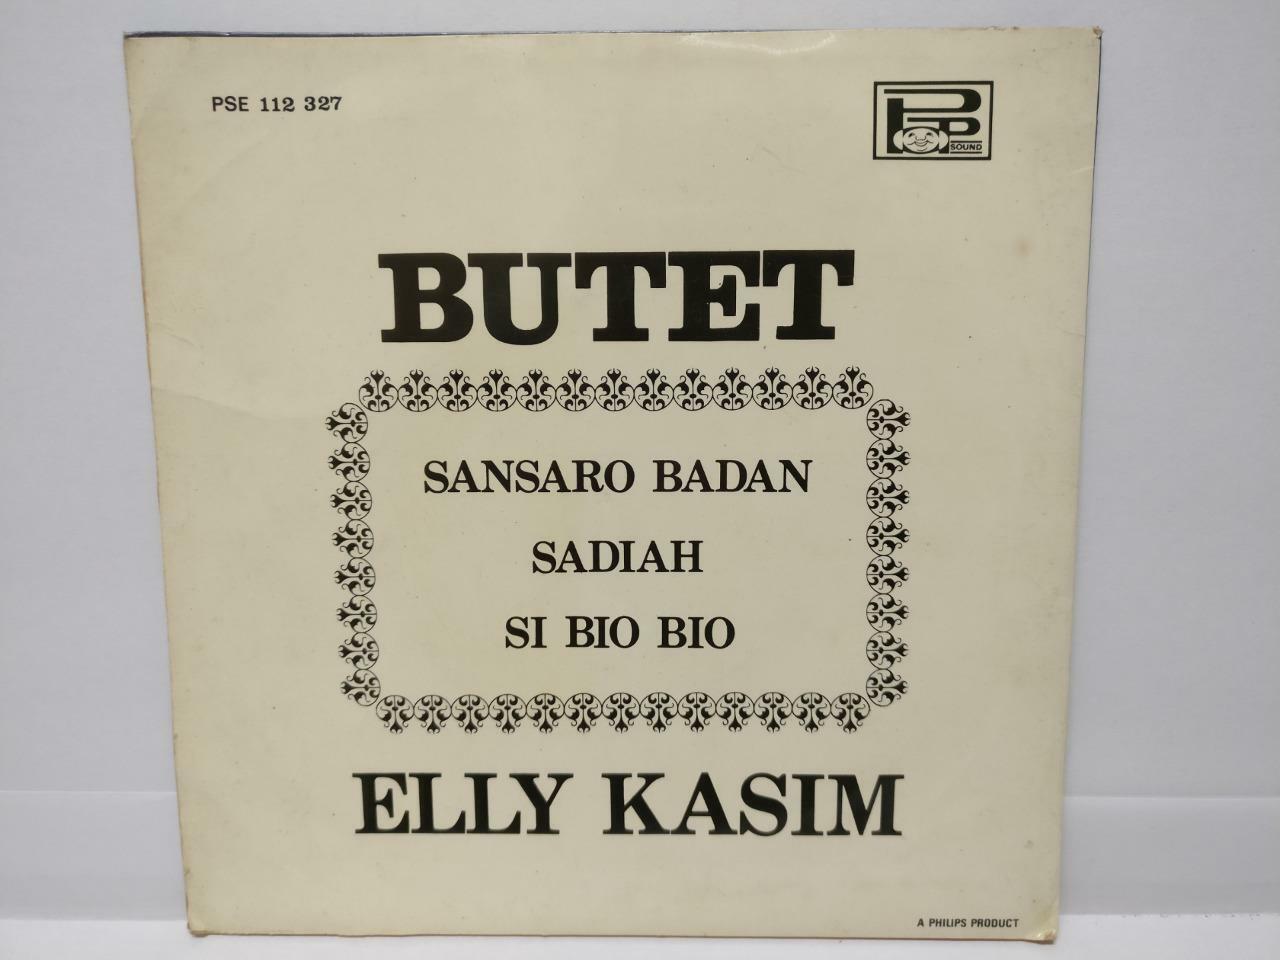 PSE 112 327
POP
SOUND
BUTET
SANSARO BADAN
SADIAH
SI BIO BIO
ELLY KASIM
A PHILIPS PRODUCT